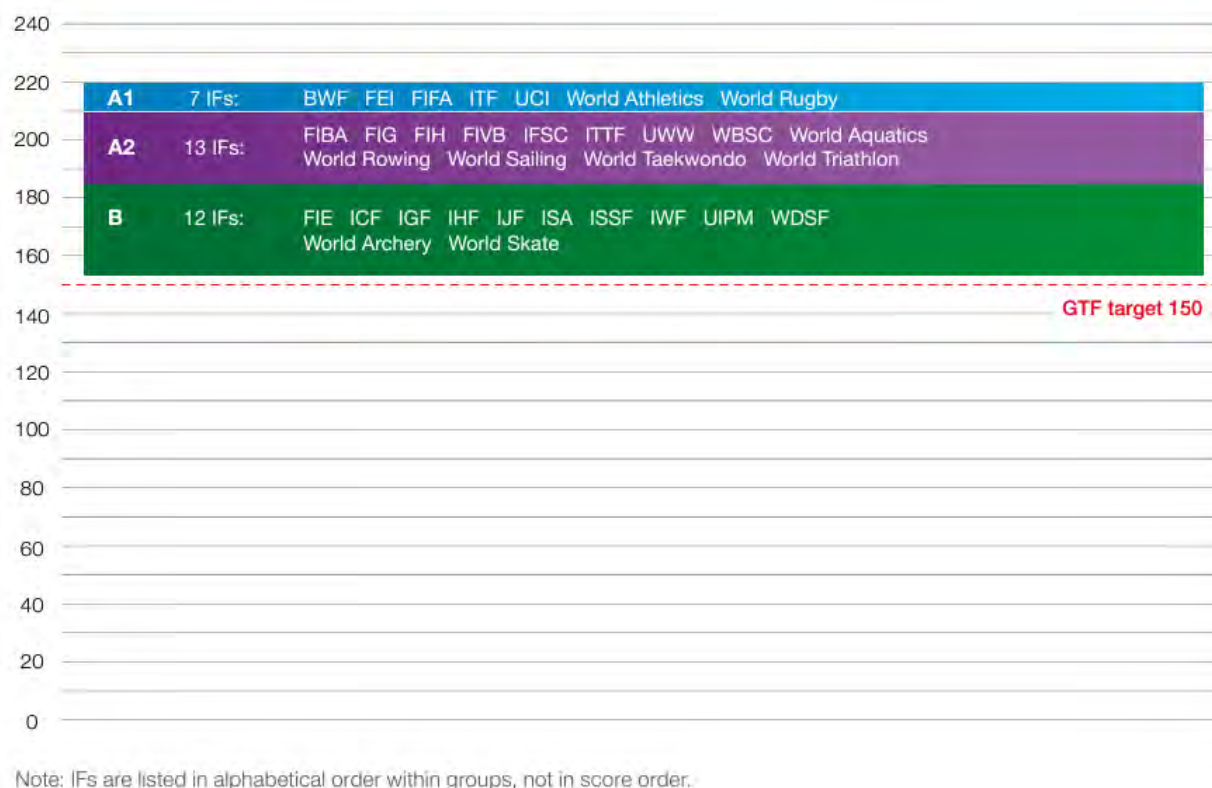 240
220
A1 7 IFs: BWF FEI FIFA ITF UCI World Athletics World Rugby
200
A2 13 IFs: FIBA FIG FIH FIVB IFSC ITTF UWW WBSC World Aquatics
World Rowing World Sailing World Taekwondo World Triathlon
180
B 12 IFs: FIE ICF IGF IHF IJF ISA ISSF IWF UIPM WDSF
World Archery World Skate
160
GTF target 150
140
120
100
80
60
40
20
0
Note: IFs are listed in alphabetical order within groups, not in score order.